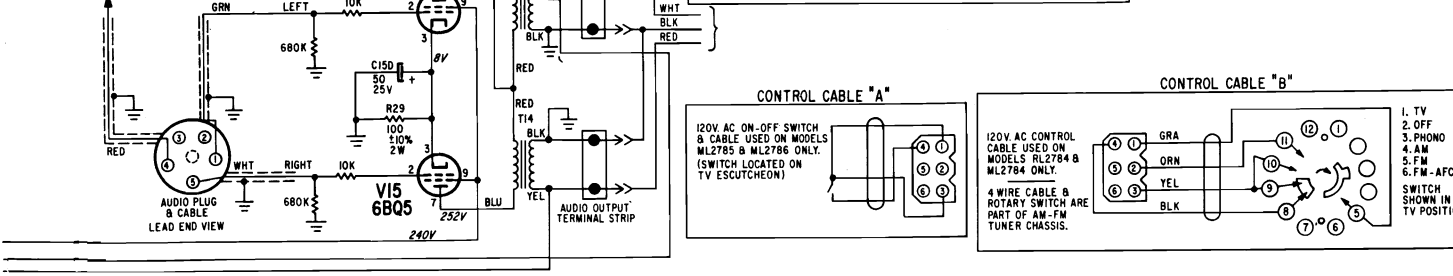 GRN
LEFT
10K
2
9
3
8V
680K
C15D
50
25V
+
R29
100
±10%
2W
RED
3
2
4
1
5
WHT
RIGHT
10K
680K
AUDIO PLUG
& CABLE
LEAD END VIEW
3
2
9
7
V15
6BQ5
252V
240V
BLU
RED
RED
T14
BLK
BLK
YEL
AUDIO OUTPUT
TERMINAL STRIP
WHT
BLK
RED
CONTROL CABLE "A"
120V. AC ON-OFF SWITCH
& CABLE USED ON MODELS
ML2785 & ML2786 ONLY.
(SWITCH LOCATED ON
TV ESCUTCHEON)
4 1
5 2
6 3
CONTROL CABLE "B"
120V. AC CONTROL
CABLE USED ON
MODELS RL2784 &
ML2784 ONLY.
4 WIRE CABLE &
ROTARY SWITCH ARE
PART OF AM-FM
TUNER CHASSIS.
4 1
5 2
6 3
GRA
ORN
YEL
BLK
12 1
11
10
9
8
7 6
5
1. TV
2. OFF
3. PHONO
4. AM
5. FM
6. FM-AFC
SWITCH
SHOWN IN
TV POSITI